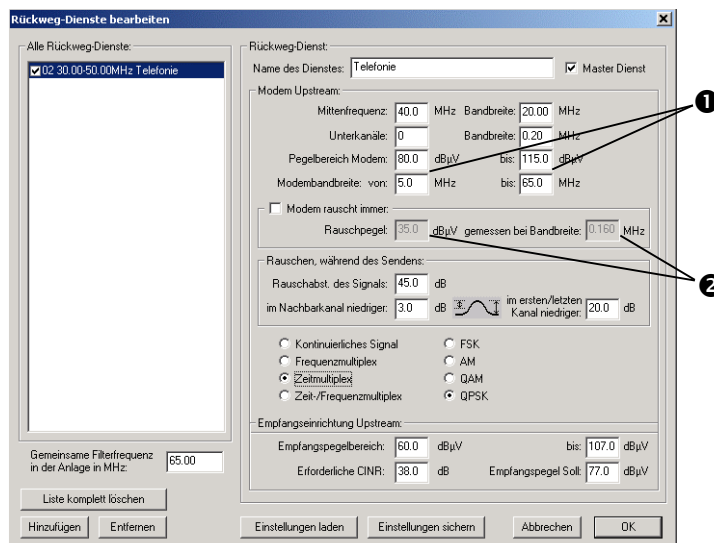 Rückweg-Dienste bearbeiten
Alle Rückweg-Dienste:
02 30.00-50.00MHz Telefonie
Gemeinsame Filterfrequenz
in der Anlage in MHz: 65.00
Liste komplett löschen
Hinzufügen Entfernen
Rückweg-Dienst:
Name des Dienstes: Telefonie Master Dienst
Modem Upstream:
Mittenfrequenz: 40.0 MHz Bandbreite: 20.00 MHz
Unterkanäle: 0 Bandbreite: 0.20 MHz
Pegelbereich Modem: 80.0 dBµV bis: 115.0 dBµV
Modembandbreite: von: 5.0 MHz bis: 65.0 MHz
❶
Modem rauscht immer:
Rauschpegel: 35.0 dBµV gemessen bei Bandbreite: 0.160 MHz
❷
Rauschen, während des Sendens:
Rauschabst. des Signals: 45.0 dB
im Nachbarkanal niedriger: 3.0 dB im ersten/letzten
Kanal niedriger: 20.0 dB
Kontinuierliches Signal FSK
Frequenzmultiplex AM
Zeitmultiplex QAM
Zeit-/Frequenzmultiplex QPSK
Empfangseinrichtung Upstream:
Empfangspegelbereich: 60.0 dBµV bis: 107.0 dBµV
Erforderliche CINR: 38.0 dB Empfangspegel Soll: 77.0 dBµV
Einstellungen laden Einstellungen sichern Abbrechen OK